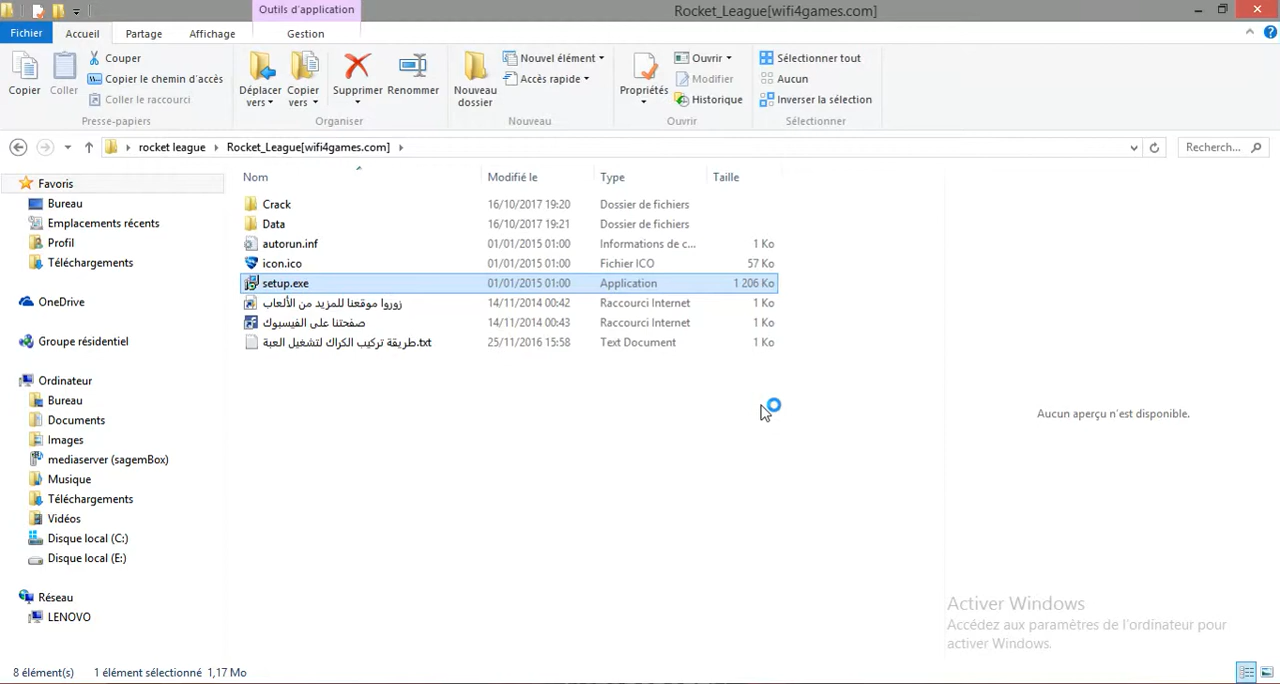 Outils d'application
Rocket_League[wifi4games.com]
Fichier
Accueil
Partage
Affichage
Gestion
Copier
Coller
Couper
Copier le chemin d'accès
Coller le raccourci
Presse-papiers
Déplacer vers
Copier vers
Supprimer
Renommer
Organiser
Nouveau dossier
Nouvel élément
Accès rapide
Nouveau
Propriétés
Ouvrir
Modifier
Historique
Ouvrir
Sélectionner tout
Aucun
Inverser la sélection
Sélectionner
rocket league
Rocket_League[wifi4games.com]
Recherch...
Favoris
Bureau
Emplacements récents
Profil
Téléchargements
OneDrive
Groupe résidentiel
Ordinateur
Bureau
Documents
Images
mediaserver (sagemBox)
Musique
Téléchargements
Vidéos
Disque local (C:)
Disque local (E:)
Réseau
LENOVO
Nom Modifié le Type Taille
Crack 16/10/2017 19:20 Dossier de fichiers
Data 16/10/2017 19:21 Dossier de fichiers
autorun.inf 01/01/2015 01:00 Informations de c... 1 Ko
icon.ico 01/01/2015 01:00 Fichier ICO 57 Ko
setup.exe 01/01/2015 01:00 Application 1 206 Ko
زوروا موقعنا للمزيد من الألعاب 14/11/2014 00:42 Raccourci Internet 1 Ko
صفحتنا على الفيسبوك 14/11/2014 00:43 Raccourci Internet 1 Ko
طريقة تركيب الكراك لتشغيل العبة.txt 25/11/2016 15:58 Text Document 1 Ko
Aucun aperçu n'est disponible.
Activer Windows
Accédez aux paramètres de l'ordinateur pour
activer Windows.
8 élément(s) 1 élément sélectionné 1,17 Mo